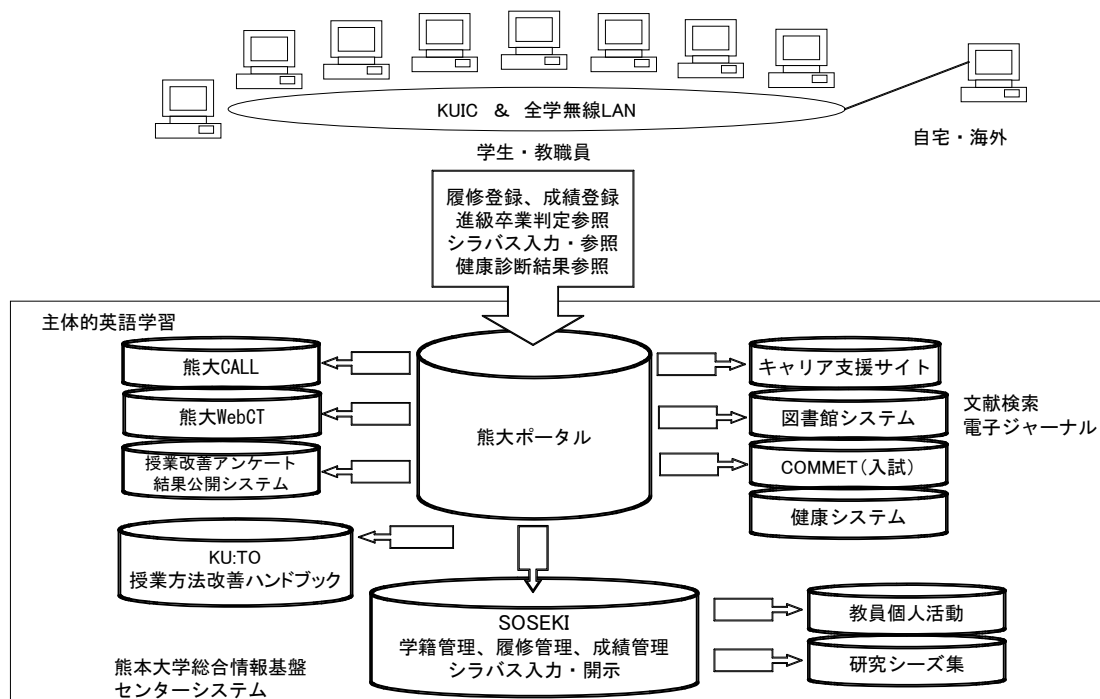 KUIC & 全学無線LAN
自宅・海外
学生・教職員
履修登録、成績登録
進級卒業判定参照
シラバス入力・参照
健康診断結果参照
主体的英語学習
熊大CALL
熊大WebCT
授業改善アンケート
結果公開システム
KU:TO
授業方法改善ハンドブック
熊大ポータル
キャリア支援サイト
図書館システム
文献検索
電子ジャーナル
COMMET(入試)
健康システム
SOSEKI
学籍管理、履修管理、成績管理
シラバス入力・開示
教員個人活動
研究シーズ集
熊本大学総合情報基盤
センターシステム